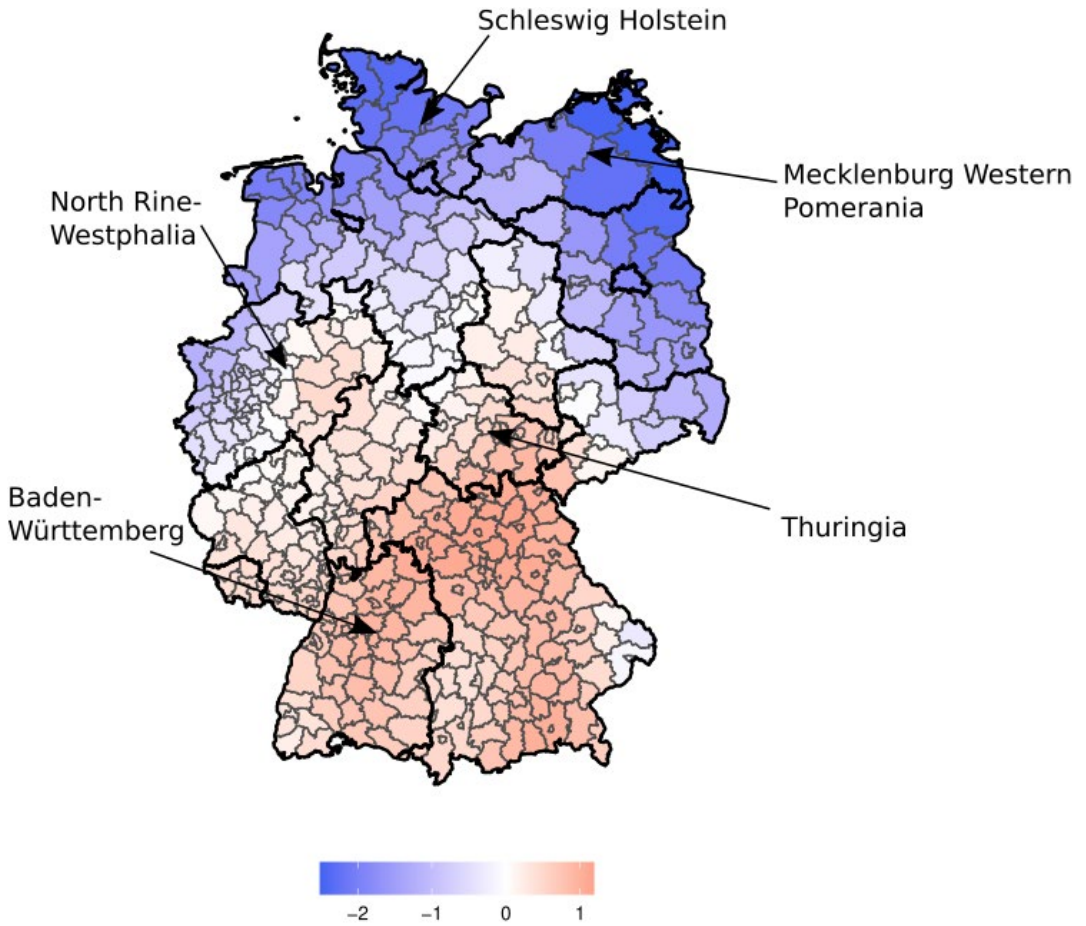 Schleswig Holstein
Mecklenburg Western
Pomerania
North Rine-
Westphalia
Baden-
Württemberg
Thuringia
−2 −1 0 1